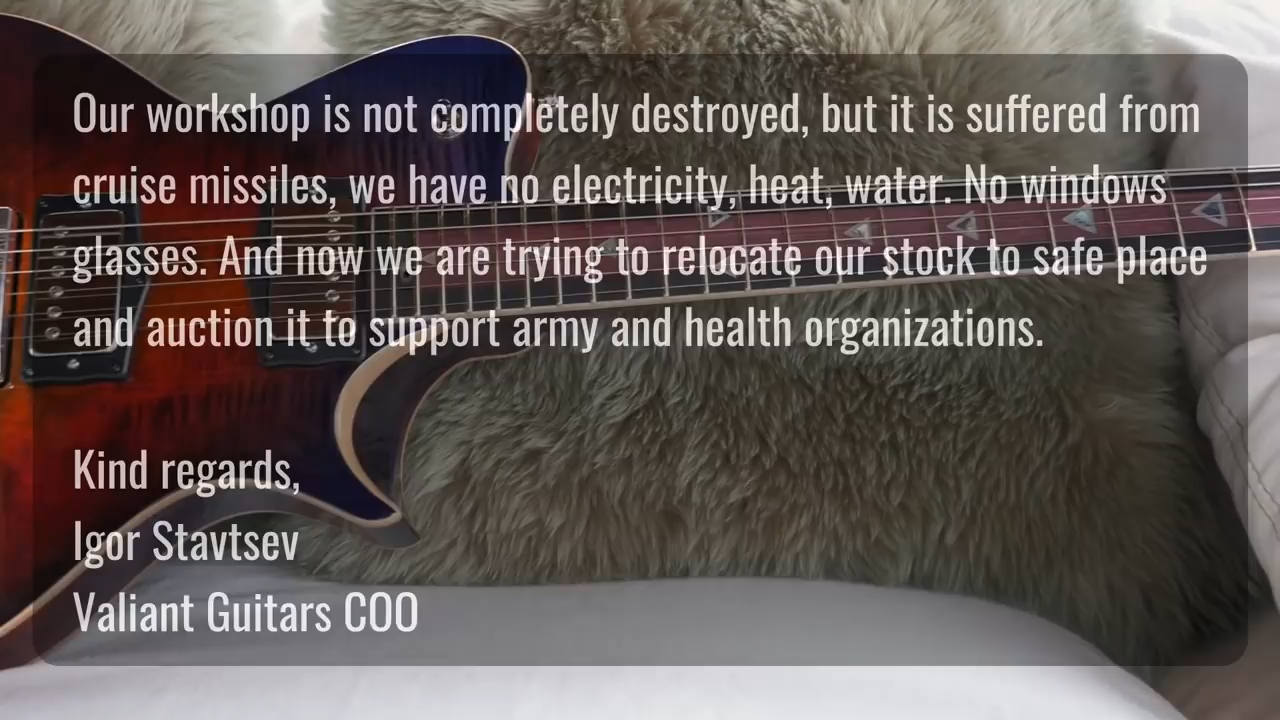 Our workshop is not completely destroyed, but it is suffered from
cruise missiles, we have no electricity, heat, water. No windows
glasses. And now we are trying to relocate our stock to safe place
and auction it to support army and health organizations.
Kind regards,
Igor Stavtsev
Valiant Guitars COO